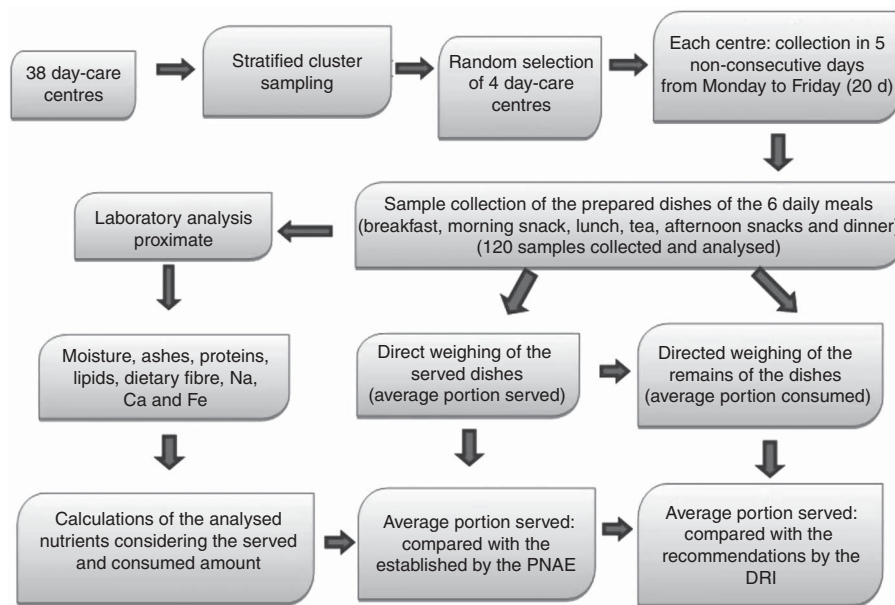 38 day-care
centres
Stratified cluster
sampling
Random selection
of 4 day-care
centres
Each centre: collection in 5
non-consecutive days
from Monday to Friday (20 d)
Sample collection of the prepared dishes of the 6 daily meals
(breakfast, morning snack, lunch, tea, afternoon snacks and dinner)
(120 samples collected and analysed)
Laboratory analysis
proximate
Moisture, ashes, proteins,
lipids, dietary fibre, Na,
Ca and Fe
Direct weighing of the
served dishes
(average portion served)
Directed weighing of the
remains of the dishes
(average portion consumed)
Calculations of the analysed
nutrients considering the served
and consumed amount
Average portion served:
compared with the
established by the PNAE
Average portion served:
compared with the
recommendations by the
DRI